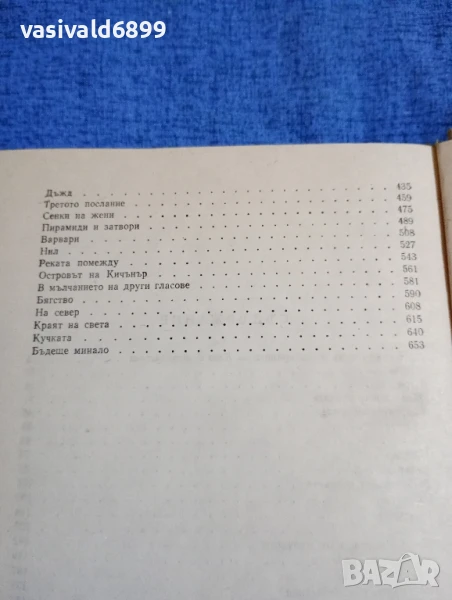 vasivald6899
Дъжд . . . . . . . . . . . . . . . . 435
Третото послание . . . . . . . . . . . . 459
Сенки на жени . . . . . . . . . . . . . 475
Пирамиди и затвори . . . . . . . . . . . 489
Варвари . . . . . . . . . . . . . . . 508
Нил . . . . . . . . . . . . . . . . 527
Реката помежду . . . . . . . . . . . . . 543
Островът на Кичънър . . . . . . . . . . . 561
В мълчанието на други гласове . . . . . . . . 581
Бягство . . . . . . . . . . . . . . . 590
На север . . . . . . . . . . . . . . . 608
Краят на света . . . . . . . . . . . . . 615
Кучката . . . . . . . . . . . . . . . 640
Бъдеще минало . . . . . . . . . . . . . 653
BAZAR